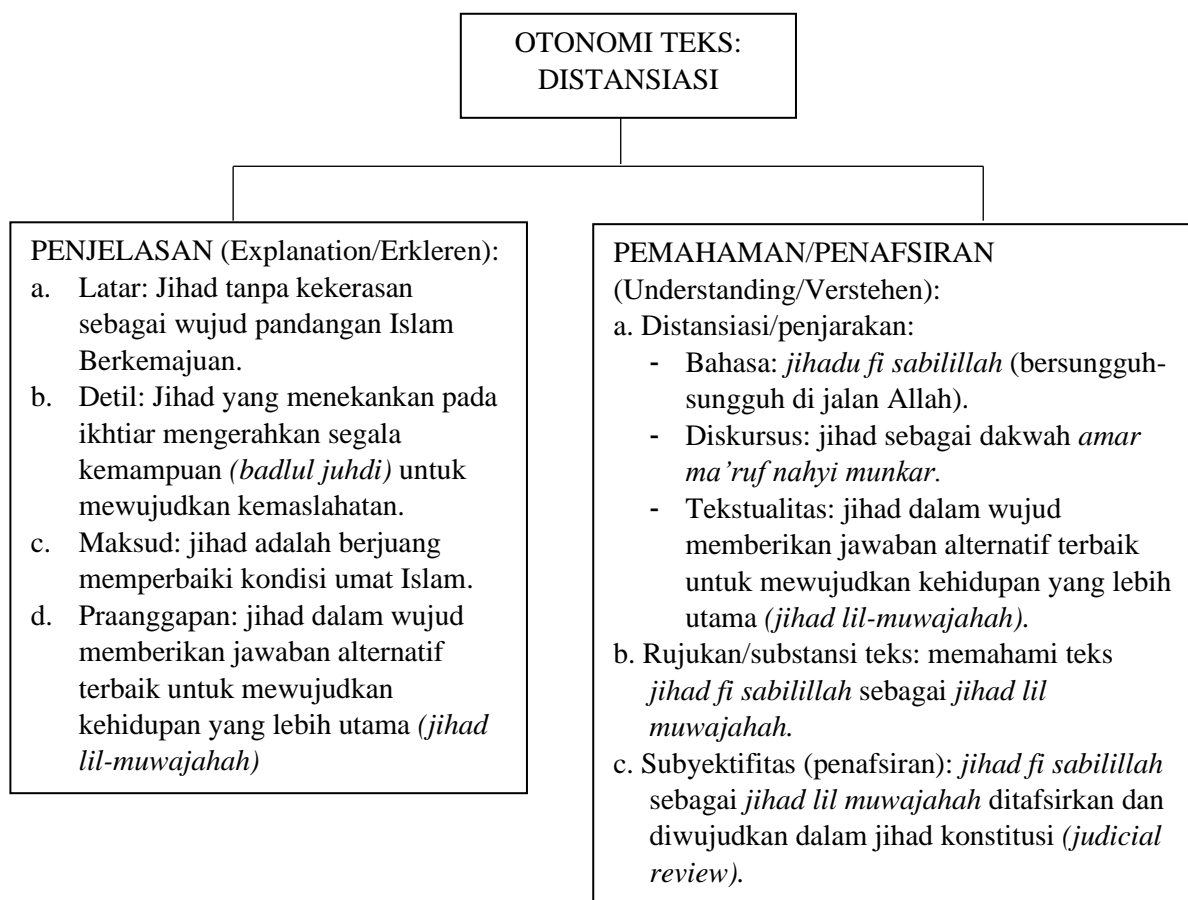 OTONOMI TEKS:
DISTANSIASI
PENJELASAN (Explanation/Erkleren):
a. Latar: Jihad tanpa kekerasan
sebagai wujud pandangan Islam
Berkemajuan.
b. Detil: Jihad yang menekankan pada
ikhtiar mengerahkan segala
kemampuan (badlul juhdi) untuk
mewujudkan kemaslahatan.
c. Maksud: jihad adalah berjuang
memperbaiki kondisi umat Islam.
d. Praanggapan: jihad dalam wujud
memberikan jawaban alternatif
terbaik untuk mewujudkan
kehidupan yang lebih utama (jihad
lil-muwajahah)
PEMAHAMAN/PENAFSIRAN
(Understanding/Verstehen):
a. Distansiasi/penjarakan:
- Bahasa: jihadu fi sabilillah (bersungguh-
sungguh di jalan Allah).
- Diskursus: jihad sebagai dakwah amar
ma’ruf nahyi munkar.
- Tekstualitas: jihad dalam wujud
memberikan jawaban alternatif terbaik
untuk mewujudkan kehidupan yang lebih
utama (jihad lil-muwajahah).
b. Rujukan/substansi teks: memahami teks
jihad fi sabilillah sebagai jihad lil
muwajahah.
c. Subyektifitas (penafsiran): jihad fi sabilillah
sebagai jihad lil muwajahah ditafsirkan dan
diwujudkan dalam jihad konstitusi (judicial
review).